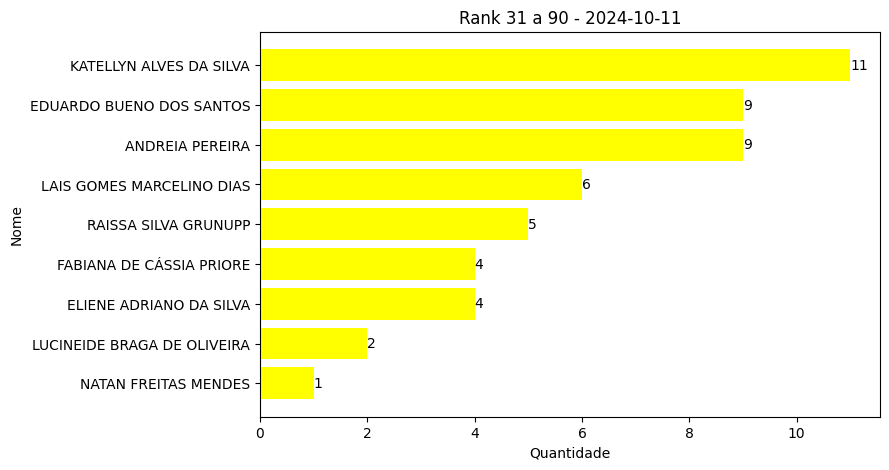 Rank 31 a 90 - 2024-10-11
Nome
KATELLYN ALVES DA SILVA 11
EDUARDO BUENO DOS SANTOS 9
ANDREIA PEREIRA 9
LAIS GOMES MARCELINO DIAS 6
RAISSA SILVA GRUNUPP 5
FABIANA DE CÁSSIA PRIORE 4
ELIENE ADRIANO DA SILVA 4
LUCINEIDE BRAGA DE OLIVEIRA 2
NATAN FREITAS MENDES 1
0 2 4 6 8 10
Quantidade